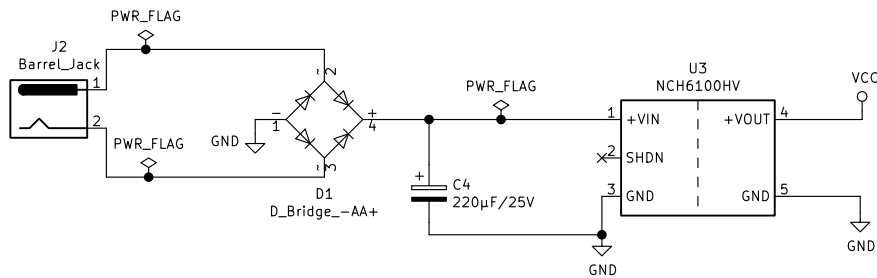 PWR_FLAG
J2
Barrel_Jack
1
2
PWR_FLAG
~
2
-
1
+
4
3
~
GND
D1
D_Bridge_-AA+
PWR_FLAG
+
C4
220µF/25V
U3
NCH6100HV
1
+VIN
2
SHDN
3
GND
+VOUT
4
GND
5
VCC
GND
GND